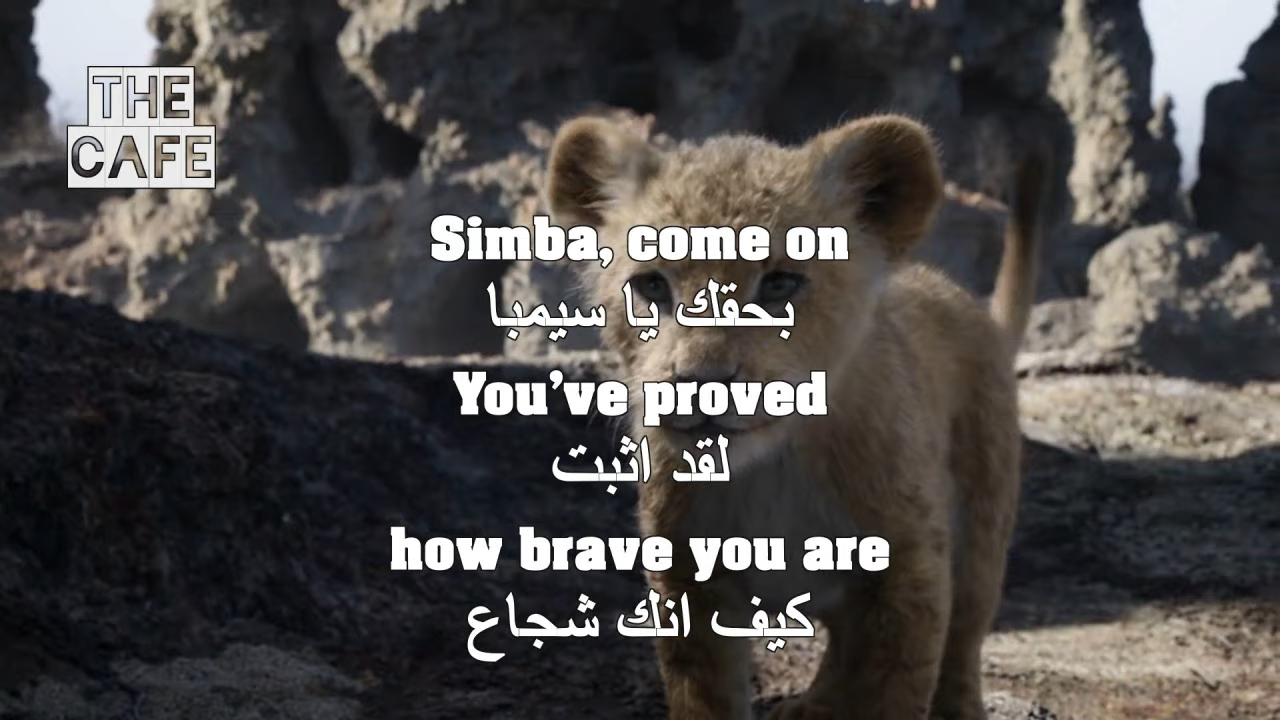 THE
CAFE
Simba, come on
بحقك يا سيمبا
You've proved
لقد اثبت
how brave you are
كيف انك شجاع